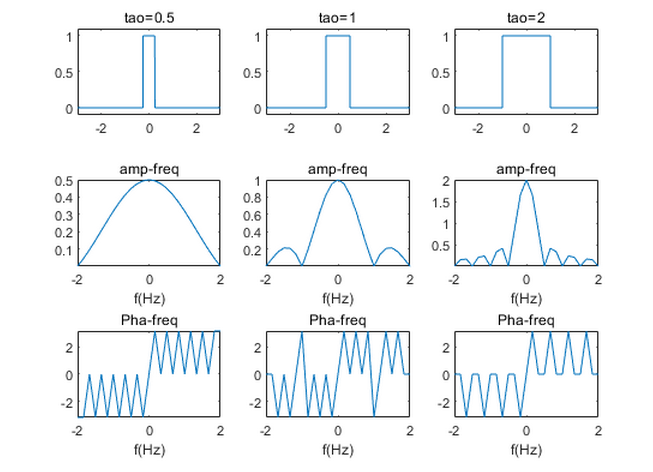 tao=0.5 tao=1 tao=2
1 1 1
0.5 0.5 0.5
0 0 0
-2 0 2 -2 0 2 -2 0 2
amp-freq amp-freq amp-freq
0.5 1 2
0.4 0.8 1.5
0.3 0.6 1
0.2 0.4 0.5
0.1 0.2
-2 0 2 -2 0 2 -2 0 2
f(Hz) f(Hz) f(Hz)
Pha-freq Pha-freq Pha-freq
2 2 2
0 0 0
-2 -2 -2
-2 0 2 -2 0 2 -2 0 2
f(Hz) f(Hz) f(Hz)